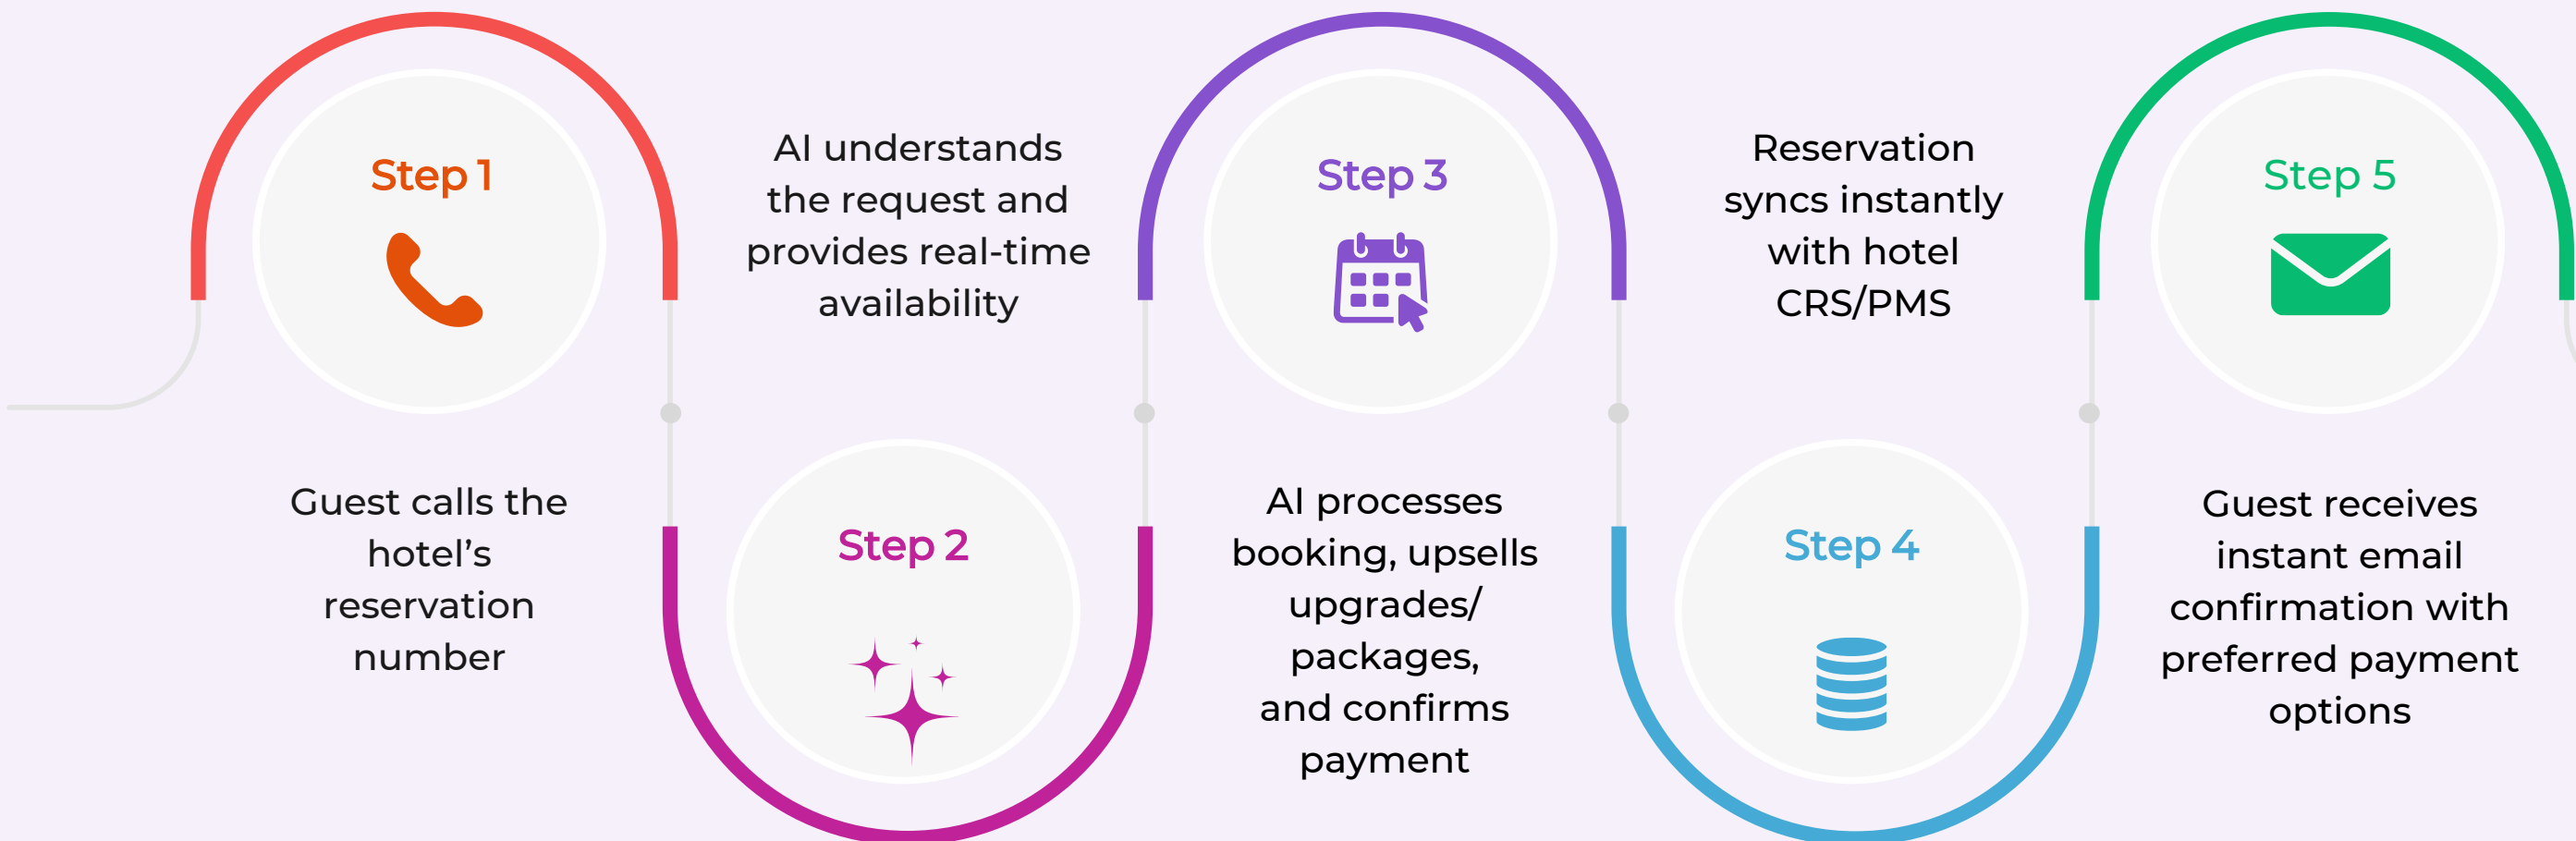 Step 1
Guest calls the
hotel’s
reservation
number
AI understands
the request and
provides real-time
availability
Step 2
Step 3
AI processes
booking, upsells
upgrades/
packages,
and confirms
payment
Reservation
syncs instantly
with hotel
CRS/PMS
Step 4
Step 5
Guest receives
instant email
confirmation with
preferred payment
options